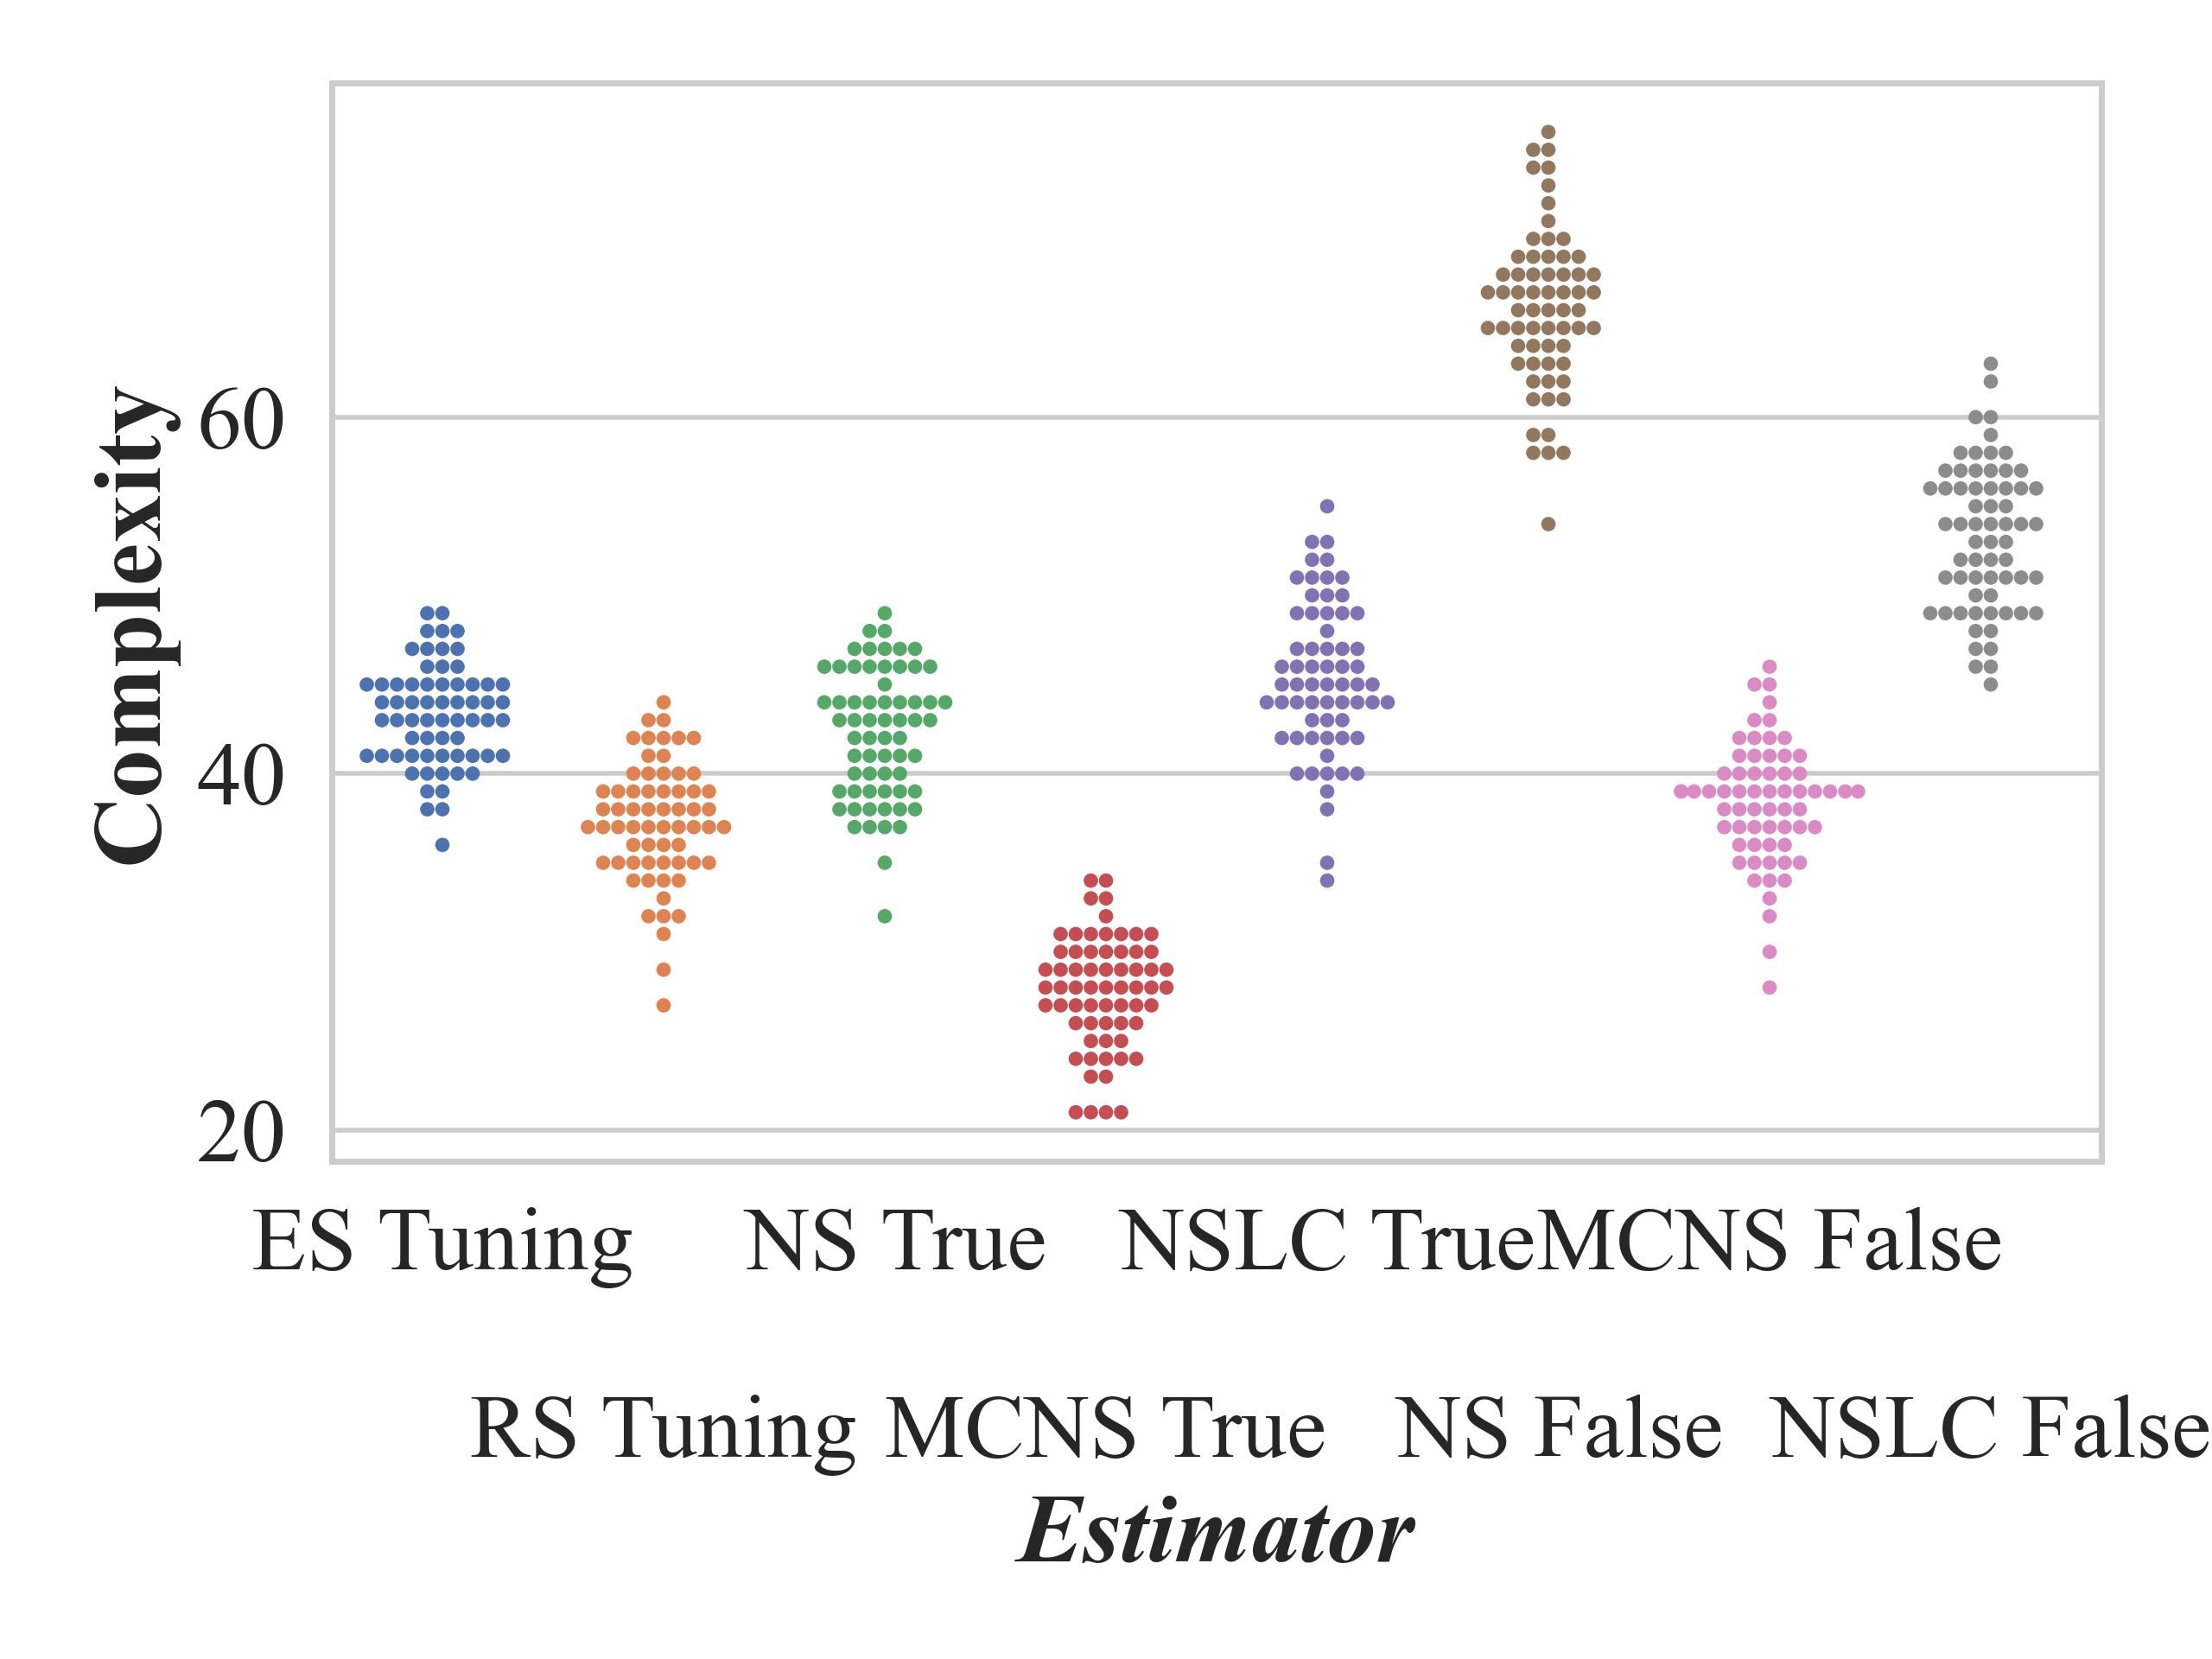 Complexity
60
40
20
ES Tuning NS True NSLC True MCNS False
RS Tuning MCNS True NS False NSLC False
Estimator